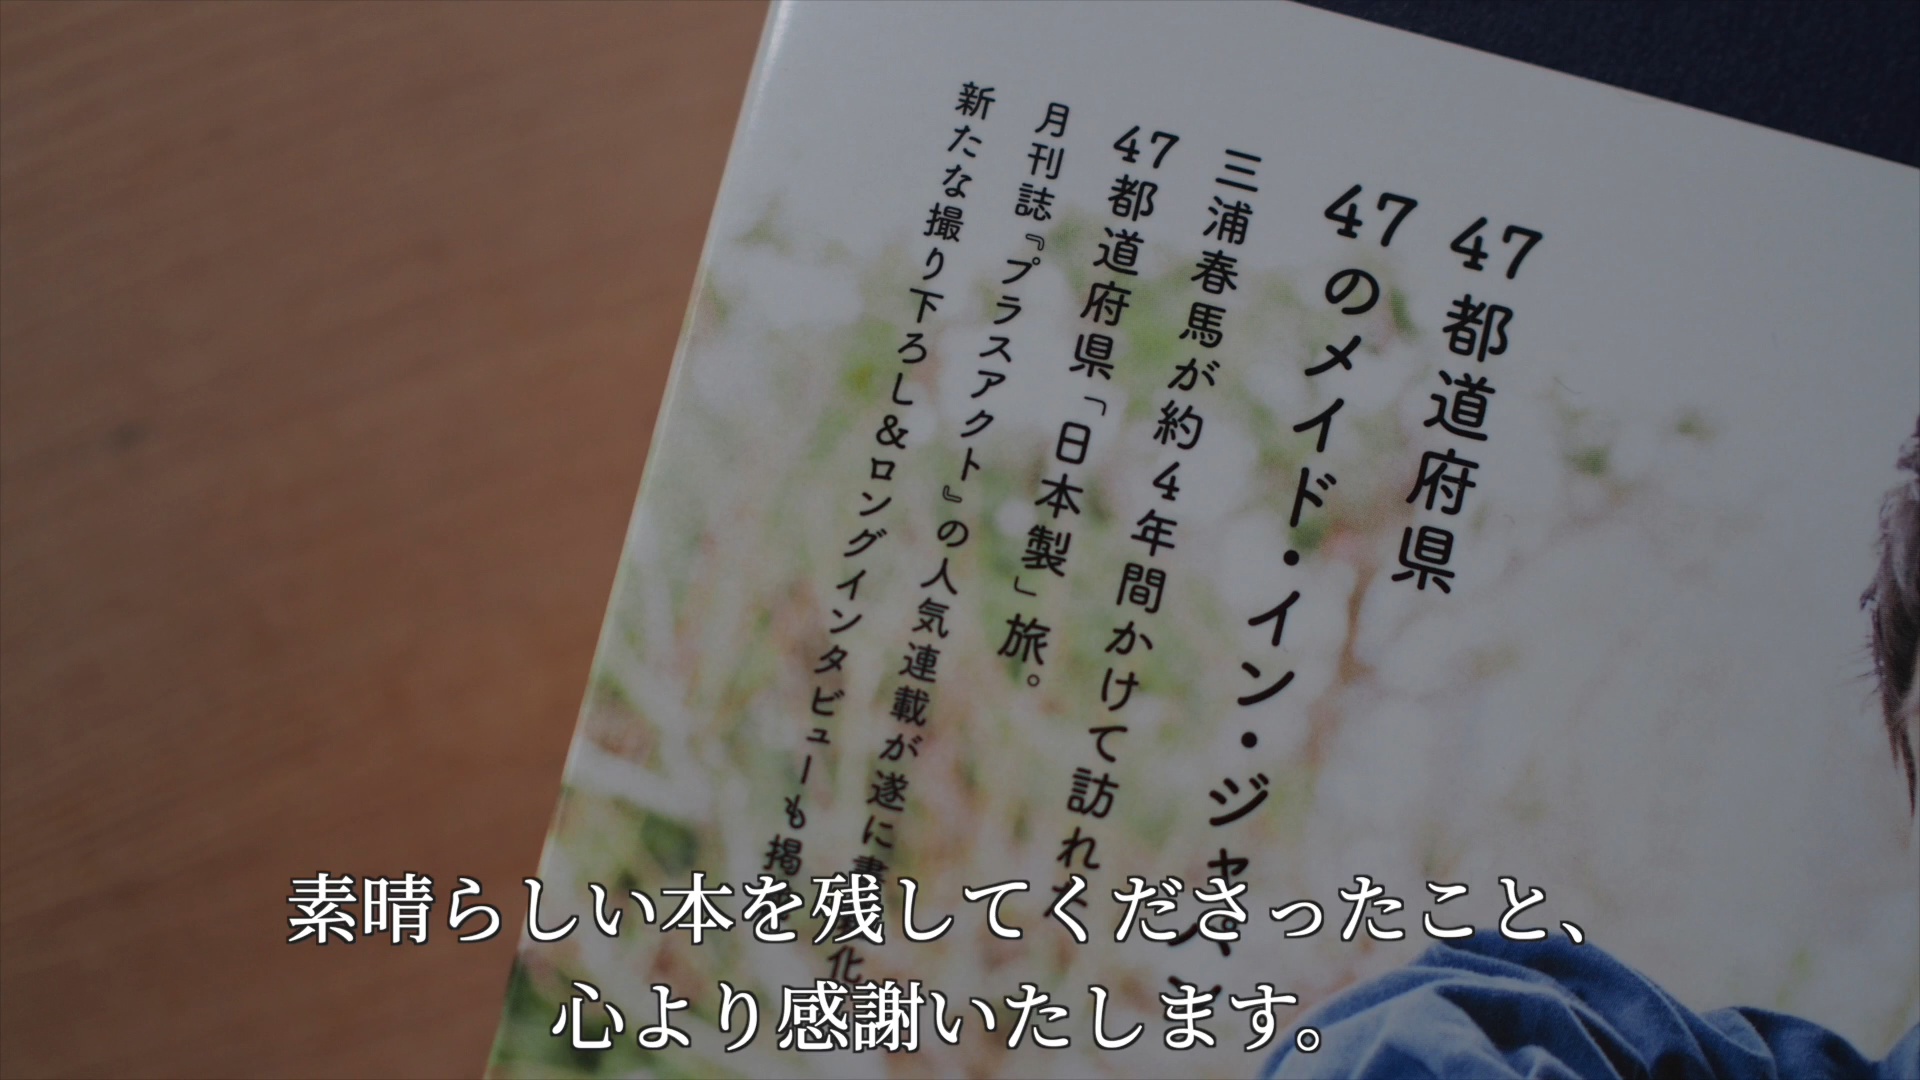 47都道府県
47のメイド・イン・ジャパン
三浦春馬が約4年間かけて訪れた
47都道府県「日本製」旅。
月刊誌『プラスアクト』の人気連載が遂に書
新たな撮り下ろし&ロングインタビューも掲
素晴らしい本を残してくださったこと、
心より感謝いたします。